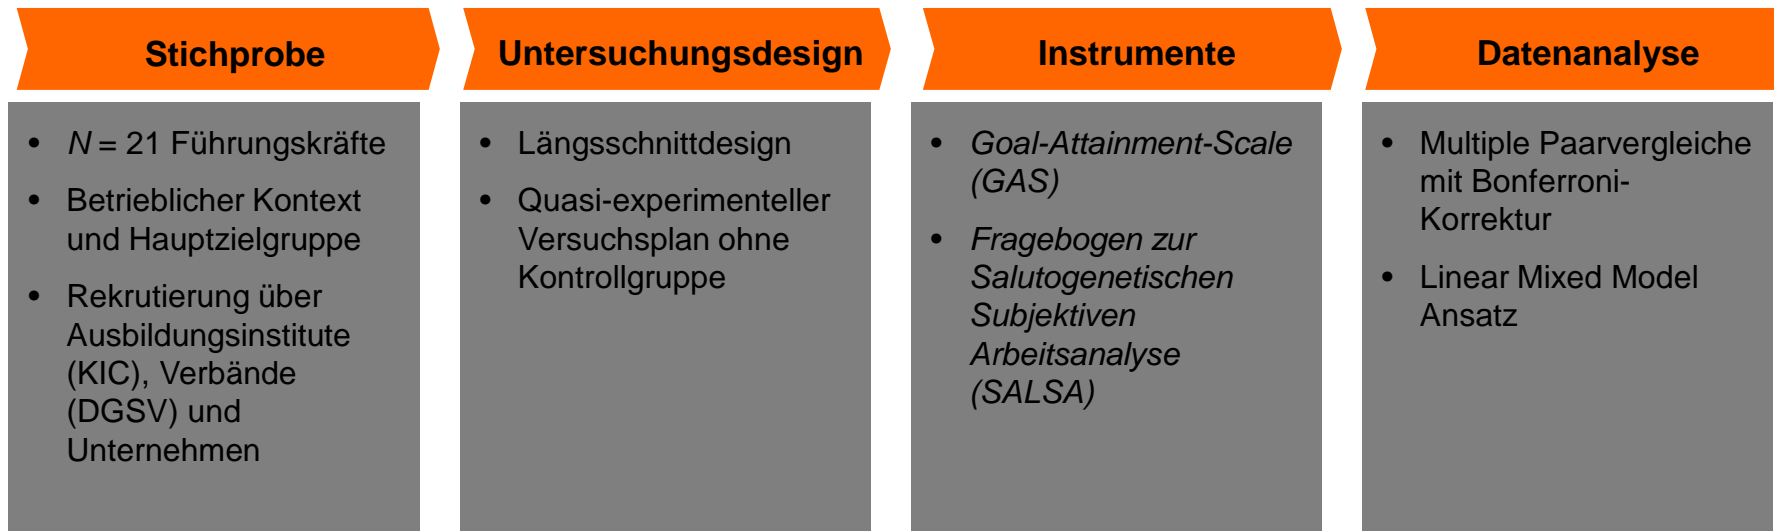 Stichprobe
• N = 21 Führungskräfte
• Betrieblicher Kontext
und Hauptzielgruppe
• Rekrutierung über
Ausbildungsinstitute
(KIC), Verbände
(DGSV) und
Unternehmen
Untersuchungsdesign
• Längsschnittdesign
• Quasi-experimenteller
Versuchsplan ohne
Kontrollgruppe
Instrumente
• Goal-Attainment-Scale
(GAS)
• Fragebogen zur
Salutogenetischen
Subjektiven
Arbeitsanalyse
(SALSA)
Datenanalyse
• Multiple Paarvergleiche
mit Bonferroni-
Korrektur
• Linear Mixed Model
Ansatz